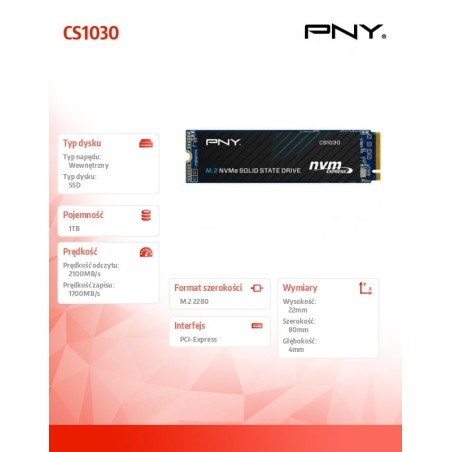 CS1030
PNY®
Typ dysku
Typ napędu:
Wewnętrzny
Typ dysku:
SSD
Pojemność
1TB
Prędkość
Prędkość odczytu:
2100MB/s
Prędkość zapisu:
1700MB/s
PNY
CS1030
M.2 NVMe SOLID STATE DRIVE
nvm
EXPRESS
Format szerokości
M.2 2280
Interfejs
PCI-Express
Wymiary
Y
X
Wysokość:
22mm
Szerokość:
80mm
Głębokość:
4mm